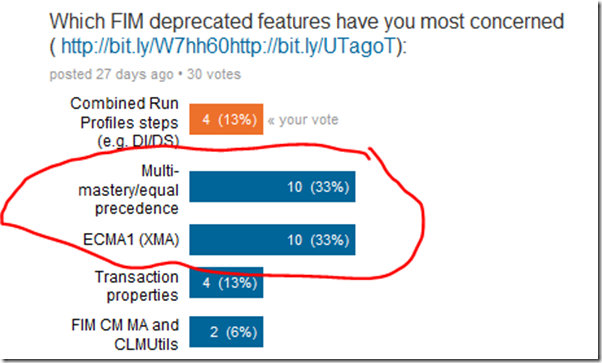 Which FIM deprecated features have you most concerned
( http://bit.ly/W7hh60http://bit.ly/UTagoT):
posted 27 days ago • 30 votes
Combined Run
Profiles steps
(e.g. DI/DS)
4 (13%) « your vote
Multi-
mastery/equal
precedence
10 (33%)
ECMA1 (XMA)
10 (33%)
Transaction
properties
4 (13%)
FIM CM MA and
CLMUtils
2 (6%)